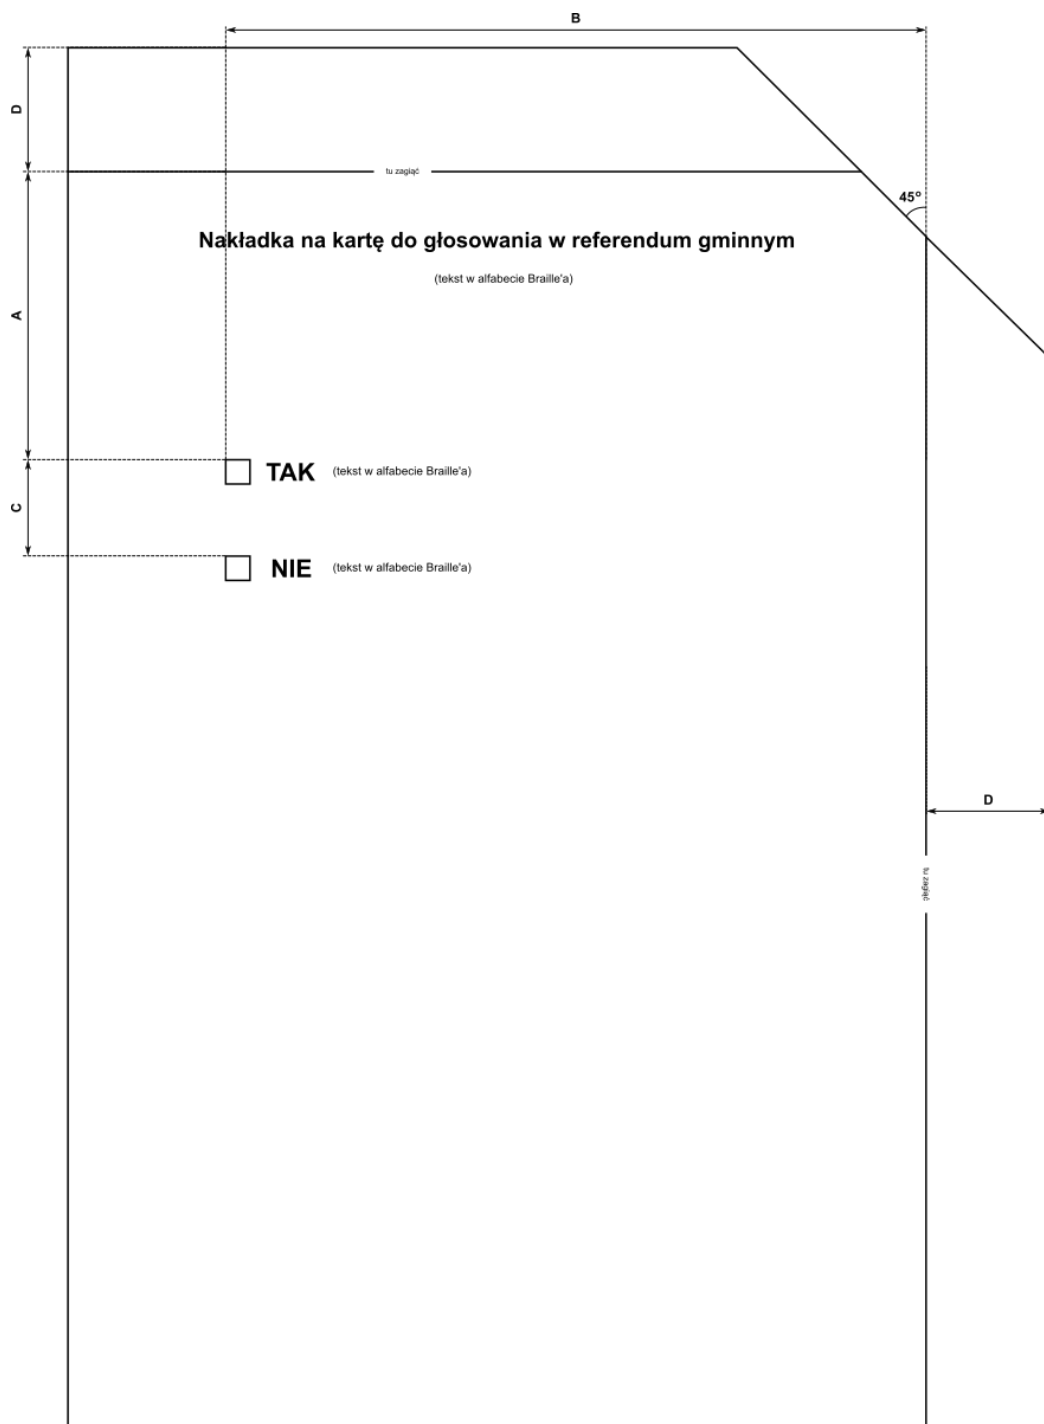 B
D
tu zagiąć
45°
Nakładka na kartę do głosowania w referendum gminnym
(tekst w alfabecie Braille'a)
A
TAK (tekst w alfabecie Braille'a)
C
NIE (tekst w alfabecie Braille'a)
D
tu zagiąć